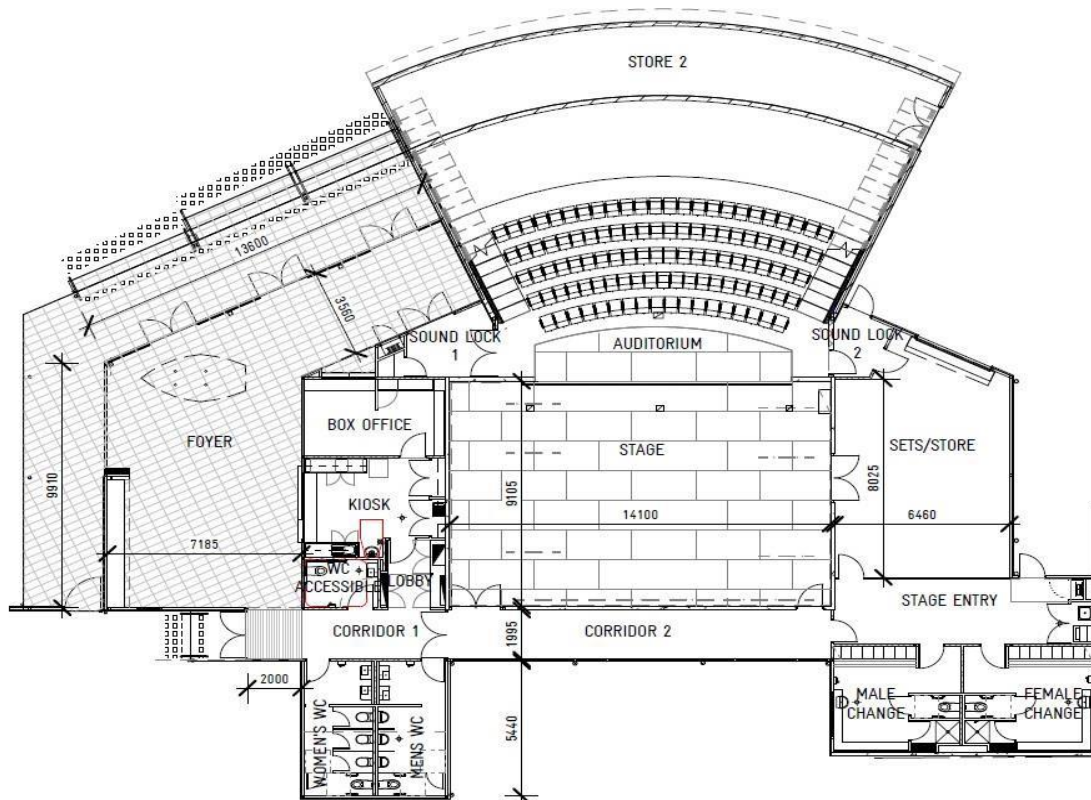 STORE 2
13600
3560
SOUND LOCK
1
AUDITORIUM
SOUND LOCK
2
BOX OFFICE
FOYER
STAGE
SETS/STORE
9910
9105
8025
KIOSK
14100
6460
7185
WC
ACCESSIBLE
LOBBY
STAGE ENTRY
CORRIDOR 1
1995
CORRIDOR 2
2000
5440
WOMEN'S WC
MENS WC
MALE
CHANGE
FEMALE
CHANGE